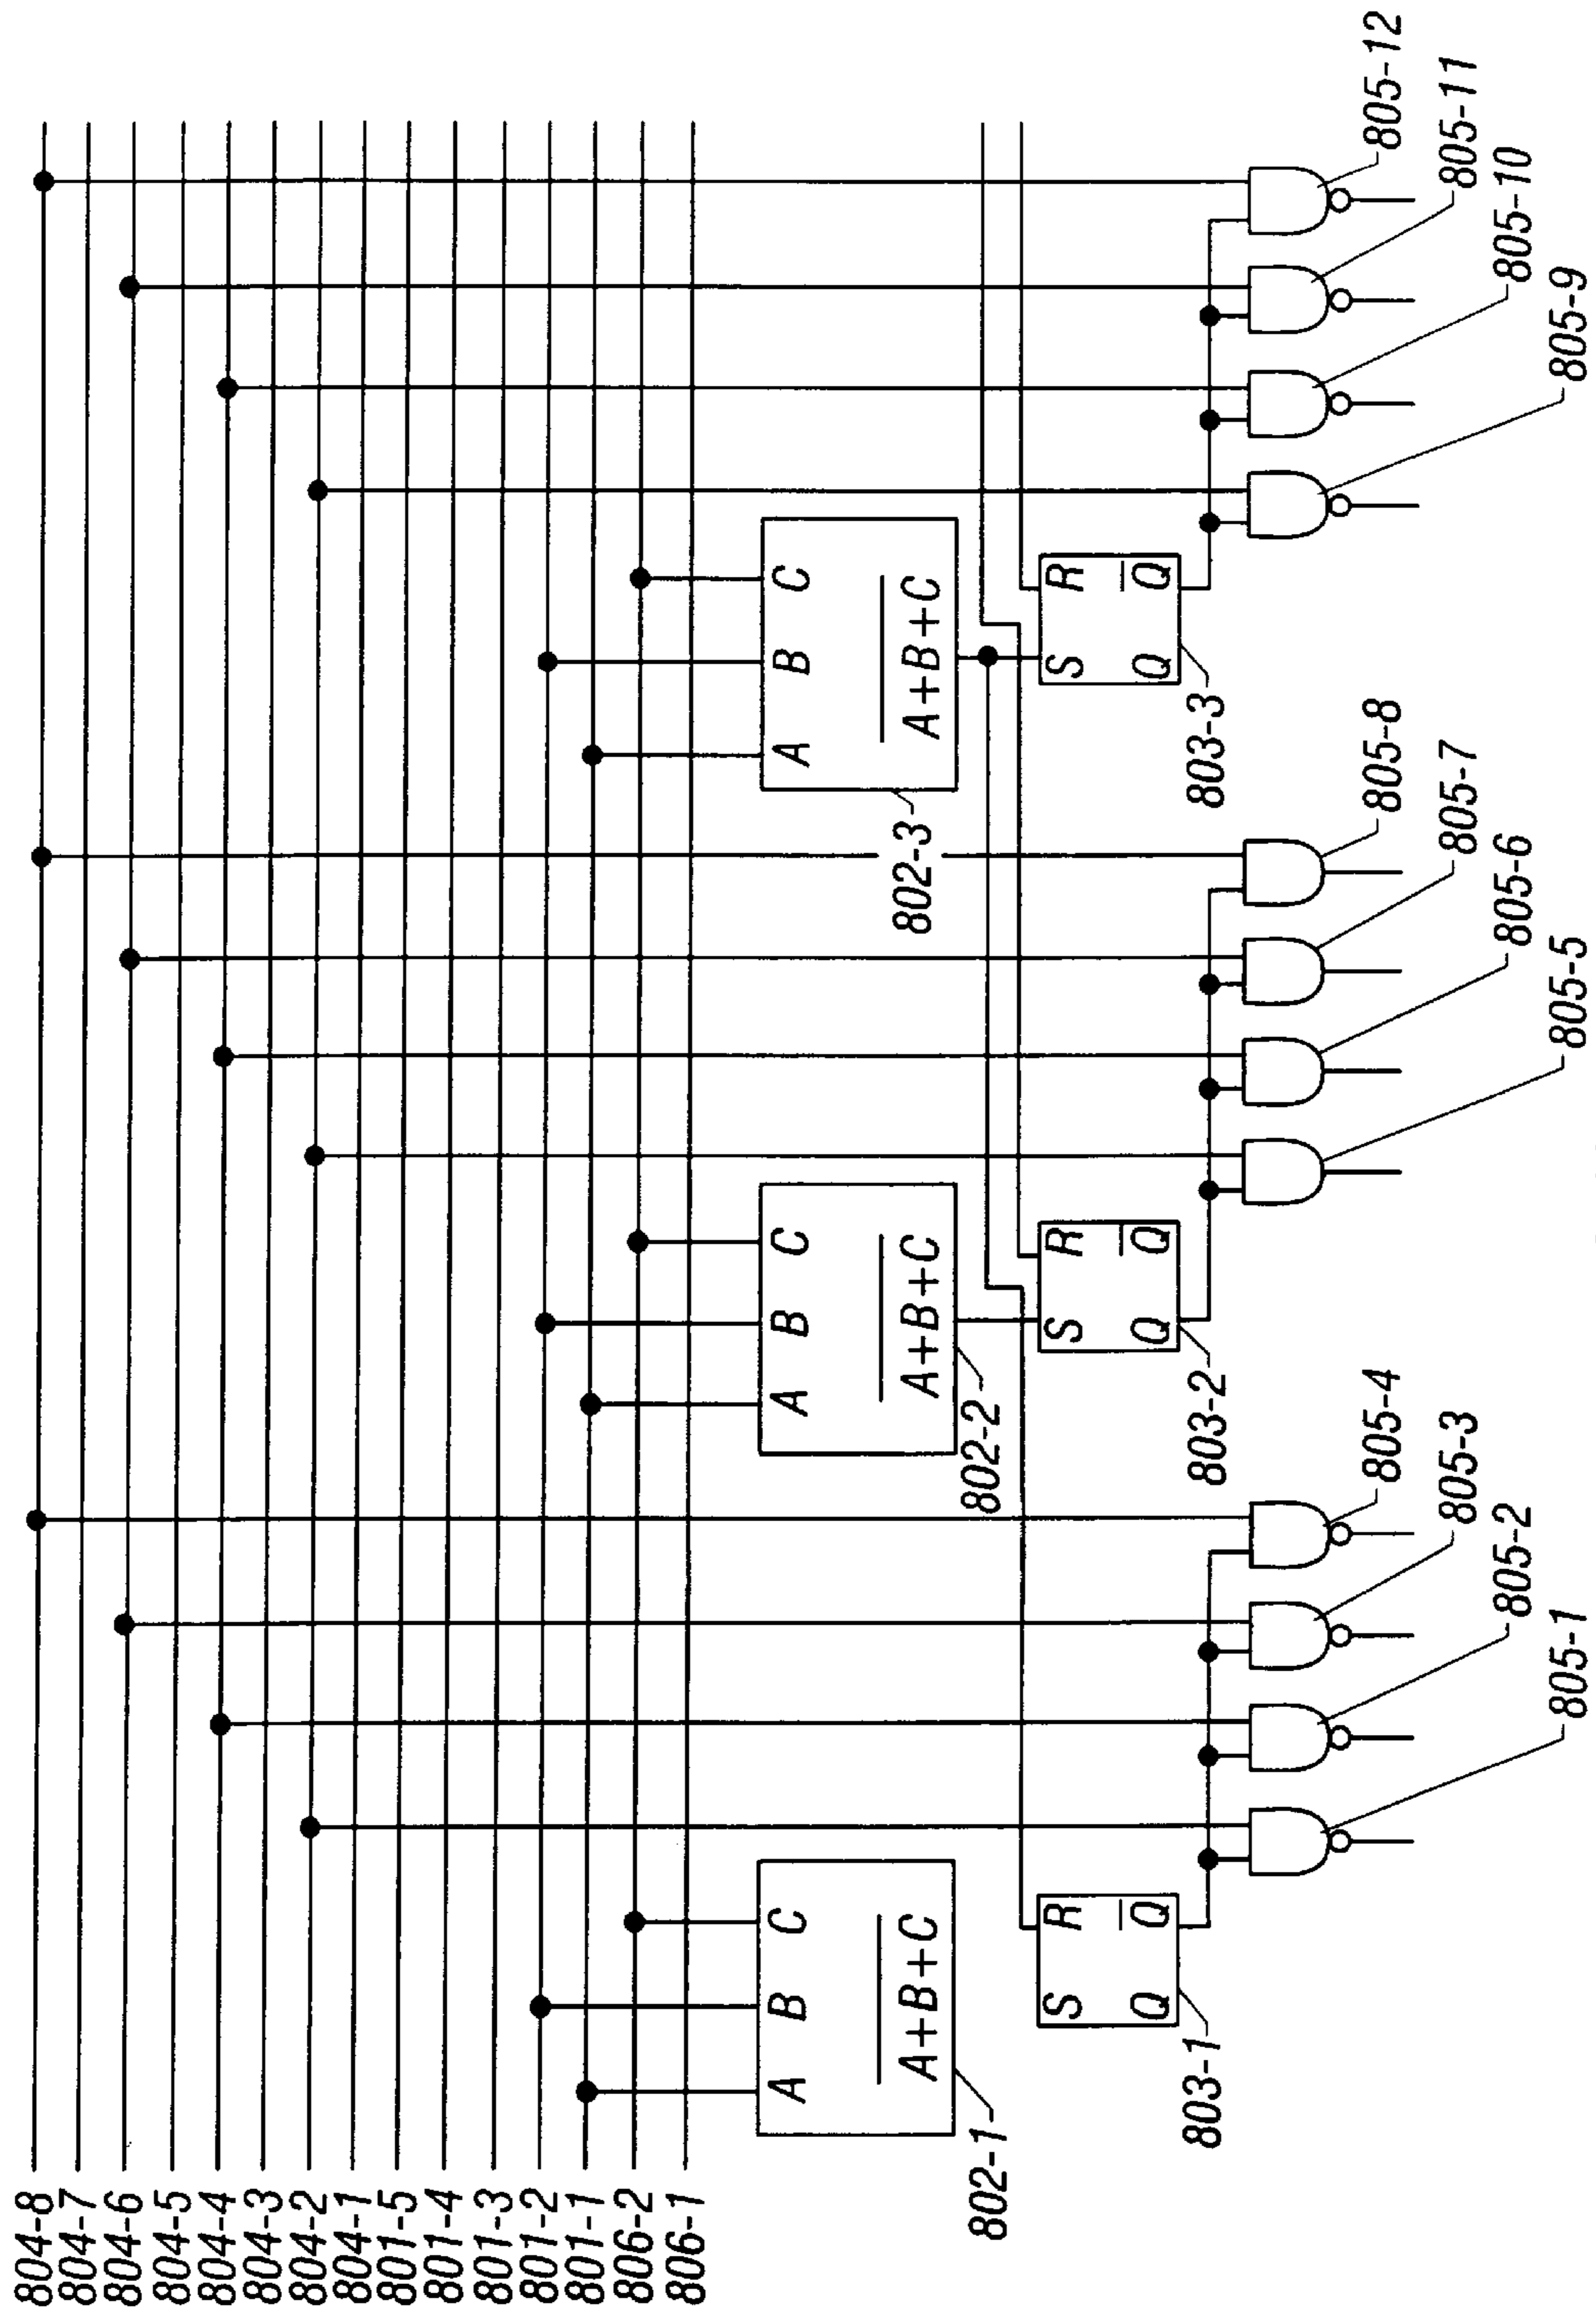 804-8
804-7
804-6
804-5
804-4
804-3
804-2
804-1
801-5
801-4
801-3
801-2
801-1
806-2
806-1
A B C
A+B+C
802-1
A B C
A+B+C
802-2
A B C
A+B+C
802-3
S R
Q Q
803-1
S R
Q Q
803-2
S R
Q Q
803-3
805-1
805-2
805-3
805-4
805-5
805-6
805-7
805-8
805-9
805-10
805-11
805-12